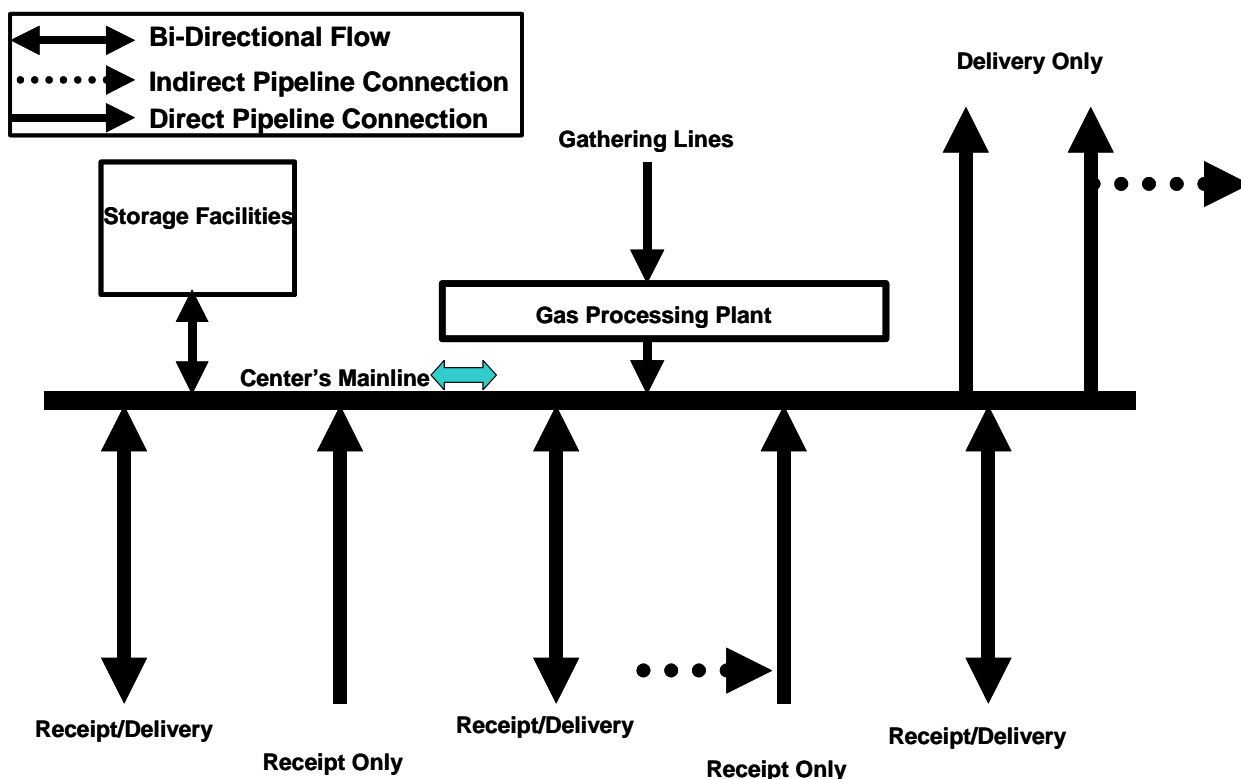 Bi-Directional Flow
Indirect Pipeline Connection
Direct Pipeline Connection
Delivery Only
Gathering Lines
Storage Facilities
Gas Processing Plant
Center's Mainline
Receipt/Delivery
Receipt Only
Receipt/Delivery
Receipt Only
Receipt/Delivery